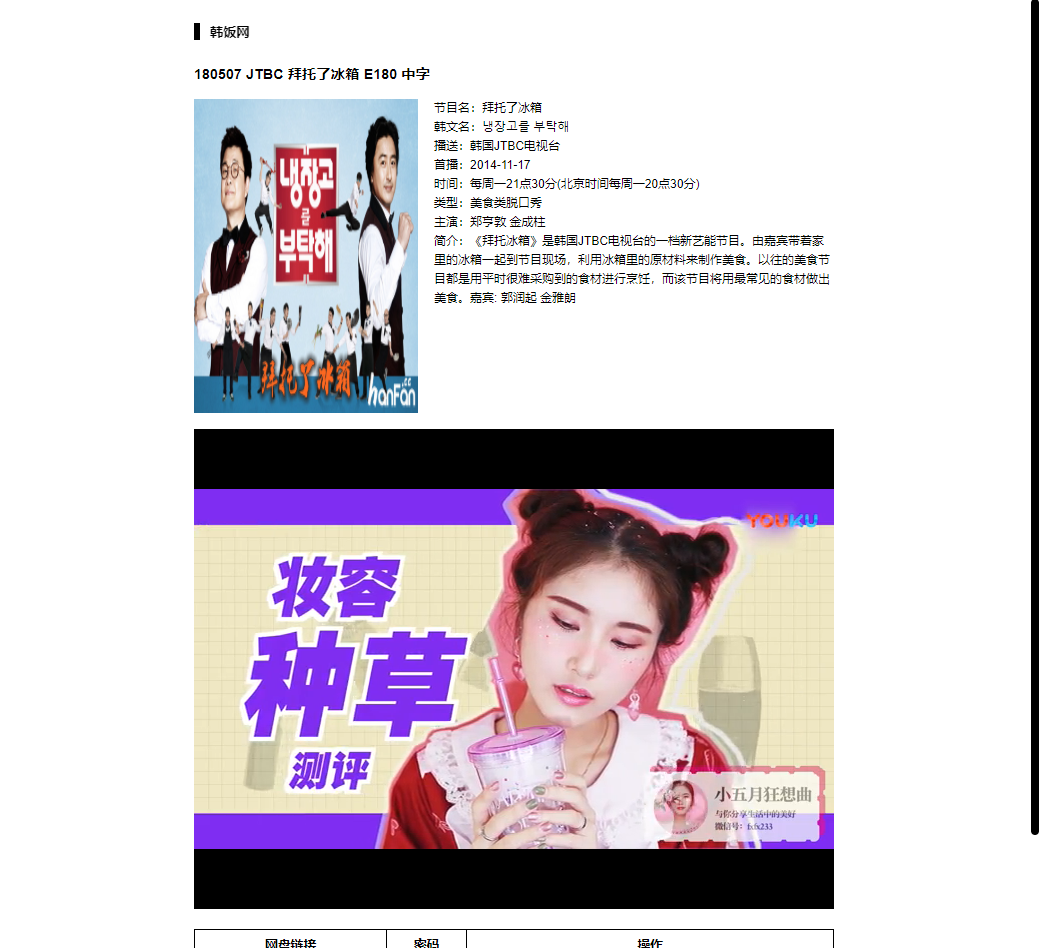 韩饭网
180507 JTBC 拜托了冰箱 E180 中字
节目名：拜托了冰箱
韩文名：냉장고를 부탁해
播送：韩国JTBC电视台
首播：2014-11-17
时间：每周一21点30分(北京时间每周一20点30分)
类型：美食类脱口秀
主演：郑亨敦 金成柱
简介：《拜托冰箱》是韩国JTBC电视台的一档新艺能节目。由嘉宾带着家
里的冰箱一起到节目现场，利用冰箱里的原材料来制作美食。以往的美食节
目都是用平时很难采购到的食材进行烹饪，而该节目将用最常见的食材做出
美食。嘉宾: 郭润起 金雅朗
냉장고
를
부탁해
拜托了冰箱
hanFan.cc
YOUKU
妆容
种草
测评
小五月狂想曲
与你分享生活中的美好
微信号：fxfx233
网盘链接 密码 操作